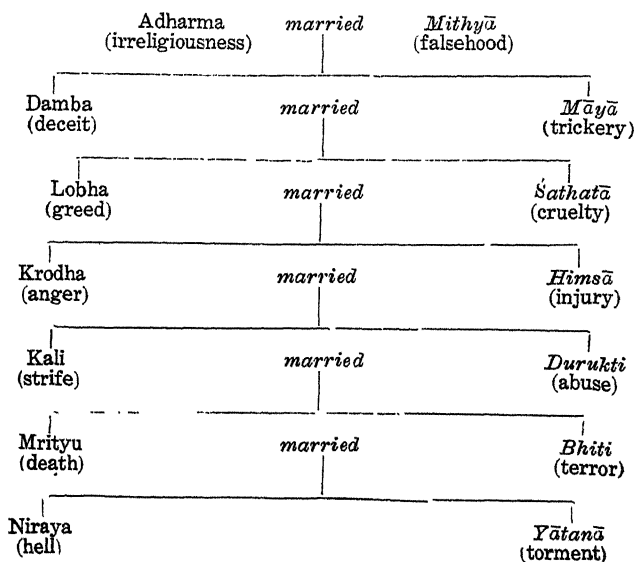 Adharma married Mithyā
(irreligiousness) (falsehood)
Damba married Māyā
(deceit) (trickery)
Lobha married Śathatā
(greed) (cruelty)
Krodha married Himsā
(anger) (injury)
Kali married Durukti
(strife) (abuse)
Mrityu married Bhiti
(death) (terror)
Niraya Yātanā
(hell) (torment)